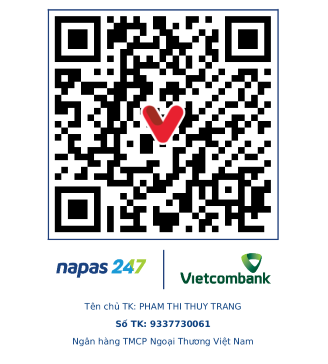 napas 247
Vietcombank
Tên chủ TK: PHAM THI THUY TRANG
Số TK: 9337730061
Ngân hàng TMCP Ngoại Thương Việt Nam